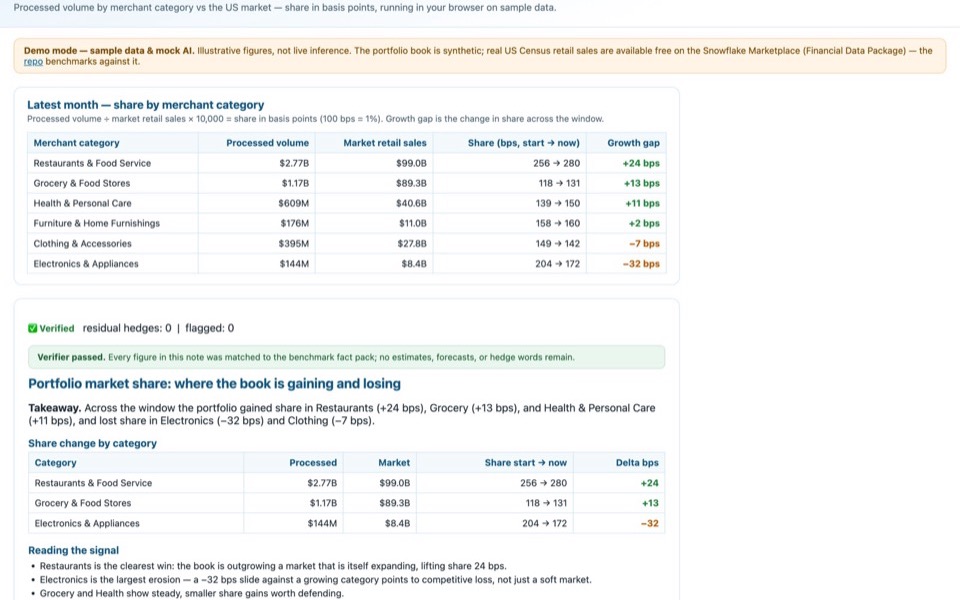 Processed volume by merchant category vs the US market — share in basis points, running in your browser on sample data.
Demo mode — sample data & mock AI. Illustrative figures, not live inference. The portfolio book is synthetic; real US Census retail sales are available free on the Snowflake Marketplace (Financial Data Package) — the
repo benchmarks against it.
Latest month — share by merchant category
Processed volume ÷ market retail sales × 10,000 = share in basis points (100 bps = 1%). Growth gap is the change in share across the window.
Merchant category Processed volume Market retail sales Share (bps, start → now) Growth gap
Restaurants & Food Service $2.77B $99.0B 256 → 280 +24 bps
Grocery & Food Stores $1.17B $89.3B 118 → 131 +13 bps
Health & Personal Care $609M $40.6B 139 → 150 +11 bps
Furniture & Home Furnishings $176M $11.0B 158 → 160 +2 bps
Clothing & Accessories $395M $27.8B 149 → 142 −7 bps
Electronics & Appliances $144M $8.4B 204 → 172 −32 bps
✅ Verified residual hedges: 0 | flagged: 0
Verifier passed. Every figure in this note was matched to the benchmark fact pack; no estimates, forecasts, or hedge words remain.
Portfolio market share: where the book is gaining and losing
Takeaway. Across the window the portfolio gained share in Restaurants (+24 bps), Grocery (+13 bps), and Health & Personal Care
(+11 bps), and lost share in Electronics (−32 bps) and Clothing (−7 bps).
Share change by category
Category Processed Market Share start → now Delta bps
Restaurants & Food Service $2.77B $99.0B 256 → 280 +24
Grocery & Food Stores $1.17B $89.3B 118 → 131 +13
Electronics & Appliances $144M $8.4B 204 → 172 −32
Reading the signal
• Restaurants is the clearest win: the book is outgrowing a market that is itself expanding, lifting share 24 bps.
• Electronics is the largest erosion — a −32 bps slide against a growing category points to competitive loss, not just a soft market.
• Grocery and Health show steady, smaller share gains worth defending.